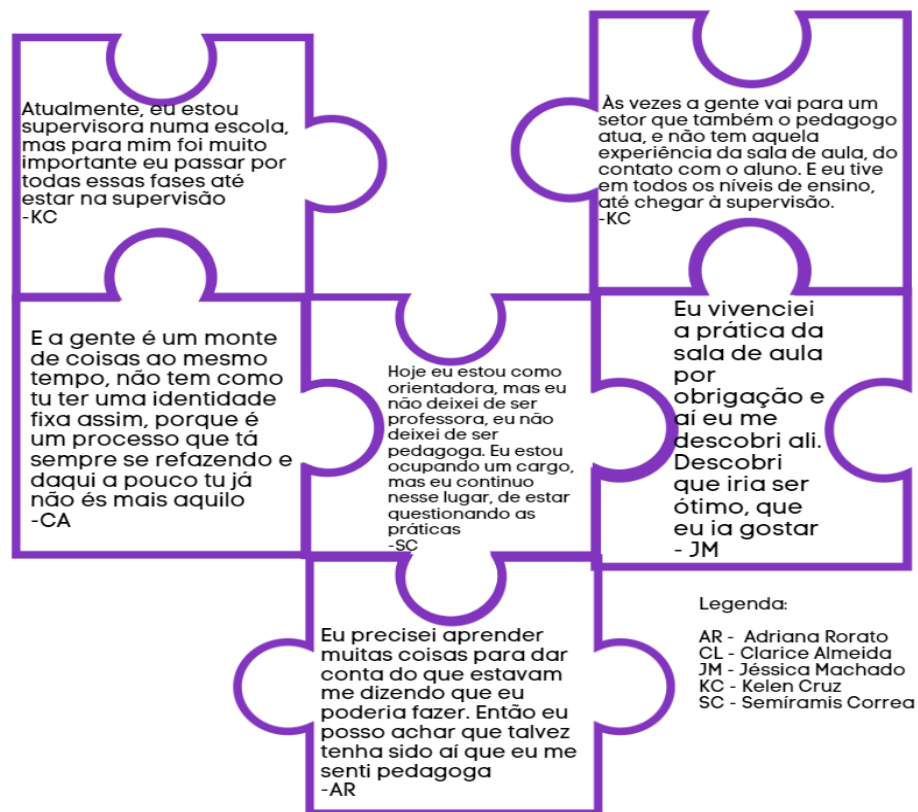 Atualmente, eu estou
supervisora numa escola,
mas para mim foi muito
importante eu passar por
todas essas fases até
estar na supervisão
-KC
Às vezes a gente vai para um
setor que também o pedagogo
atua, e não tem aquela
experiência da sala de aula, do
contato com o aluno. E eu tive
em todos os níveis de ensino,
até chegar à supervisão.
-KC
E a gente é um monte
de coisas ao mesmo
tempo, não tem como
tu ter uma identidade
fixa assim, porque é
um processo que tá
sempre se refazendo e
daqui a pouco tu já
não és mais aquilo
-CA
Hoje eu estou como
orientadora, mas eu
não deixei de ser
professora, eu não
deixei de ser
pedagoga. Eu estou
ocupando um cargo,
mas eu continuo
nesse lugar, de estar
questionando as
práticas
-SC
Eu vivenciei
a prática da
sala de aula
por
obrigação e
aí eu me
descobri ali.
Descobri
que iria ser
ótimo, que
eu ia gostar
- JM
Eu precisei aprender
muitas coisas para dar
conta do que estavam
me dizendo que eu
poderia fazer. Então eu
posso achar que talvez
tenha sido aí que eu me
senti pedagoga
-AR
Legenda:
AR - Adriana Rorato
CL - Clarice Almeida
JM - Jéssica Machado
KC - Kelen Cruz
SC - Semíramis Correa